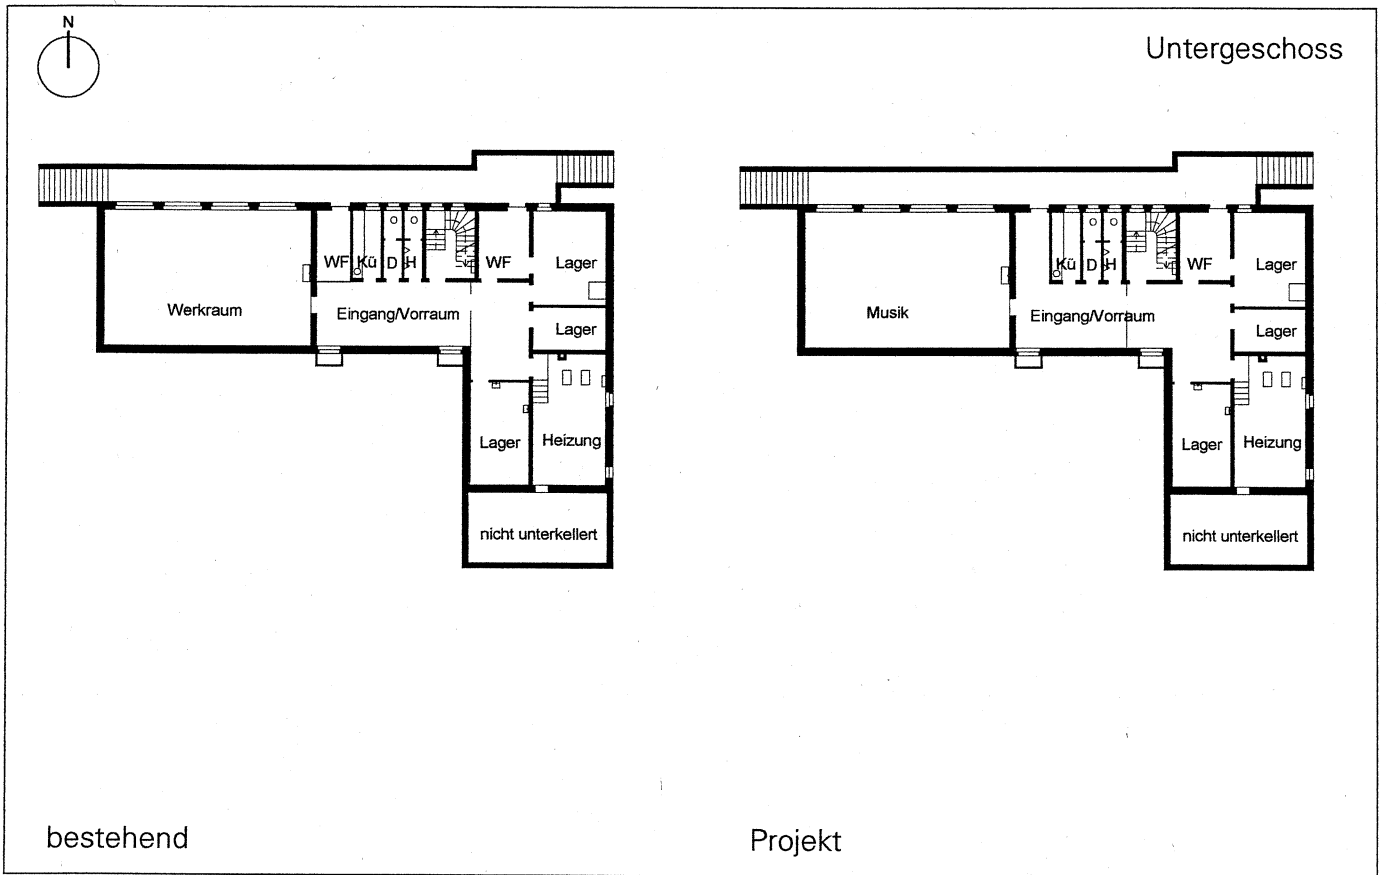 N
Untergeschoss
WF
Kü
D
H
WF
Lager
Werkraum
Eingang/Vorraum
Lager
Lager
Heizung
nicht unterkellert
bestehend
Kü
D
H
WF
Lager
Musik
Eingang/Vorraum
Lager
Lager
Heizung
nicht unterkellert
Projekt